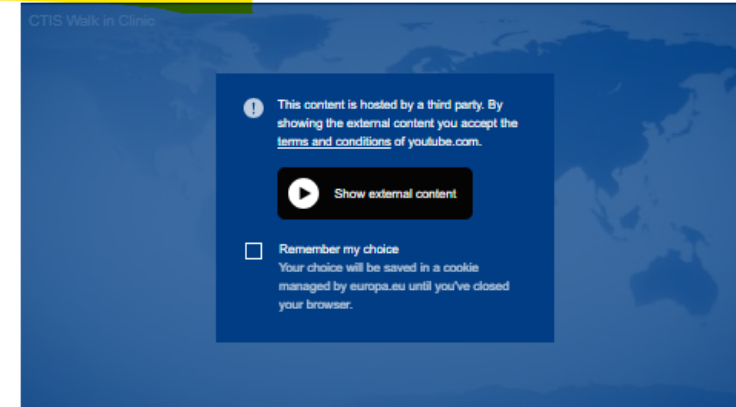 CTIS Walk in Clinic
This content is hosted by a third party. By
showing the external content you accept the
terms and conditions of youtube.com.
Show external content
Remember my choice
Your choice will be saved in a cookie
managed by europa.eu until you've closed
your browser.